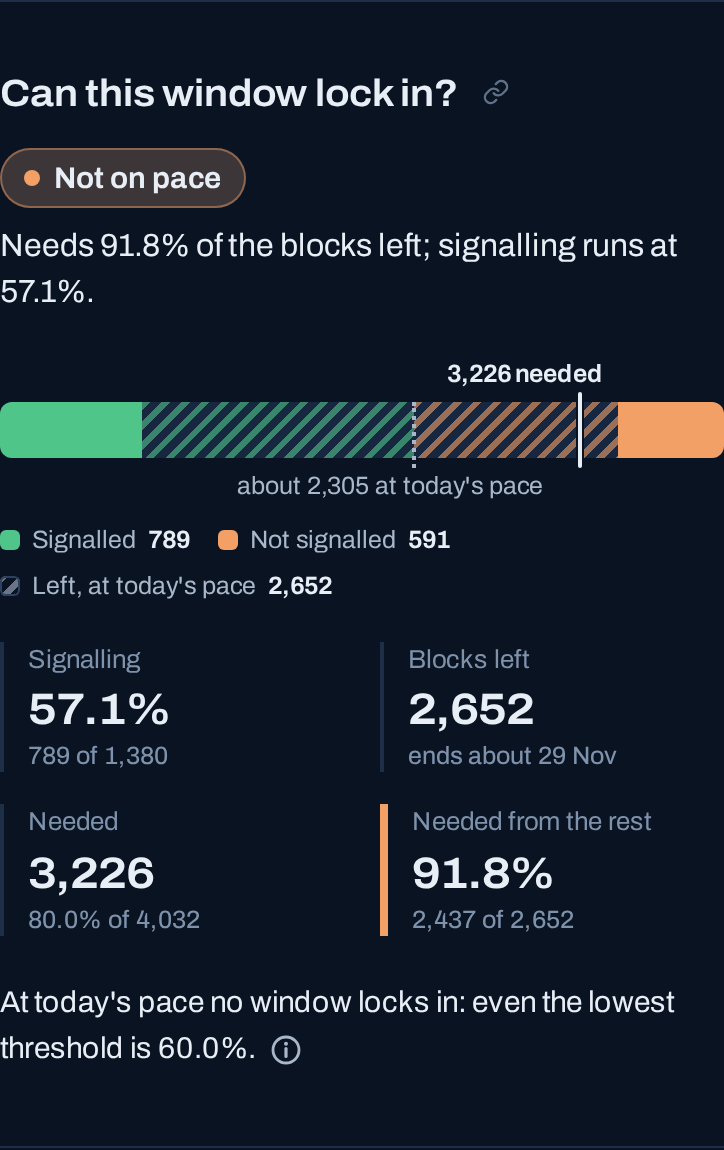 Can this window lock in?
Not on pace
Needs 91.8% of the blocks left; signalling runs at
57.1%.
3,226 needed
about 2,305 at today's pace
Signalled 789 Not signalled 591
Left, at today's pace 2,652
Signalling
57.1%
789 of 1,380
Blocks left
2,652
ends about 29 Nov
Needed
3,226
80.0% of 4,032
Needed from the rest
91.8%
2,437 of 2,652
At today's pace no window locks in: even the lowest
threshold is 60.0%.